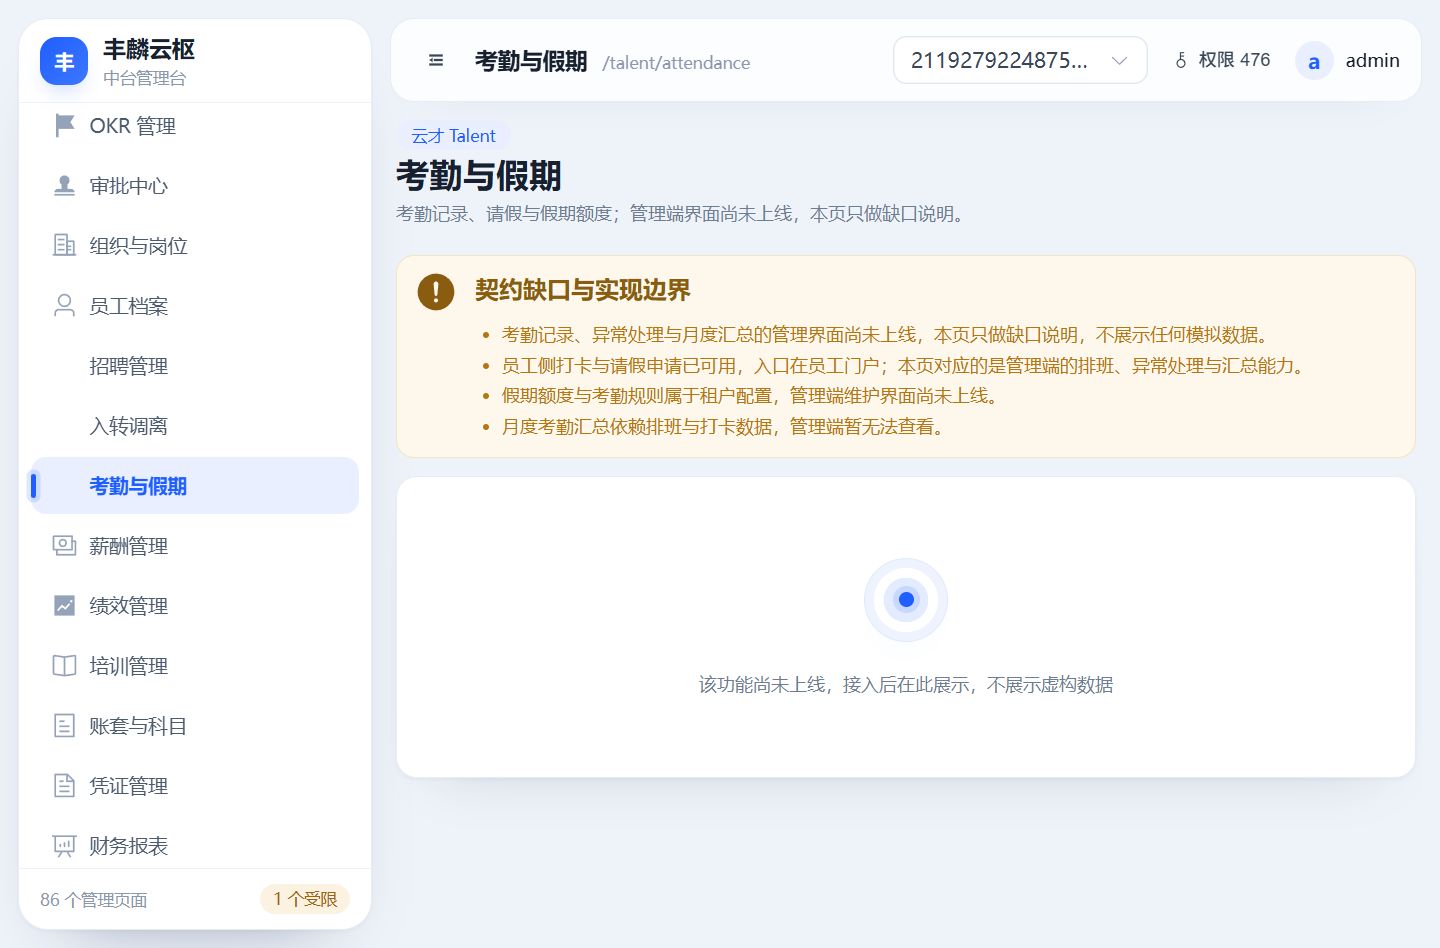 丰
丰麟云枢
中台管理台
OKR 管理
审批中心
组织与岗位
员工档案
招聘管理
入转调离
考勤与假期
薪酬管理
绩效管理
培训管理
账套与科目
凭证管理
财务报表
86 个管理页面
1 个受限
考勤与假期 /talent/attendance
2119279224875...
权限 476
a
admin
云才 Talent
考勤与假期
考勤记录、请假与假期额度；管理端界面尚未上线，本页只做缺口说明。
契约缺口与实现边界
考勤记录、异常处理与月度汇总的管理界面尚未上线，本页只做缺口说明，不展示任何模拟数据。
员工侧打卡与请假申请已可用，入口在员工门户；本页对应的是管理端的排班、异常处理与汇总能力。
假期额度与考勤规则属于租户配置，管理端维护界面尚未上线。
月度考勤汇总依赖排班与打卡数据，管理端暂无法查看。
该功能尚未上线，接入后在此展示，不展示虚构数据